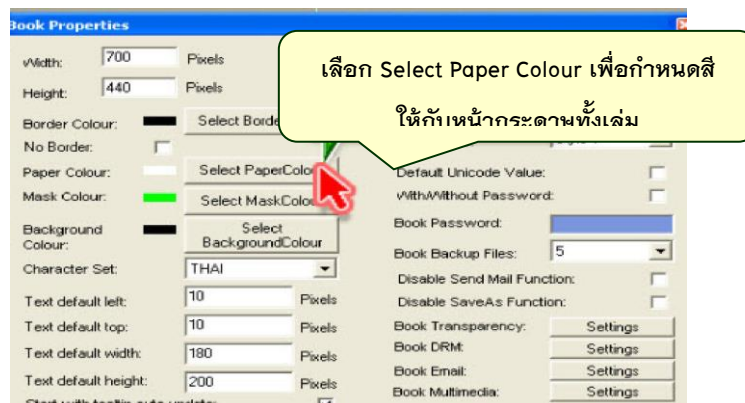 Book Properties
Width: 700 Pixels
Height: 440 Pixels
เลือก Select Paper Colour เพื่อกำหนดสี
ให้กับหน้ากระดาษทั้งเล่ม
Border Colour: Select Borde
No Border:
Paper Colour: Select PaperColou
Default Unicode Value:
Mask Colour: Select MaskColou
With/Without Password:
Background Colour: Select BackgroundColour
Book Password:
Book Backup Files: 5
Character Set: THAI
Disable Send Mail Function:
Text default left: 10 Pixels
Disable SaveAs Function:
Text default top: 10 Pixels
Book Transparency: Settings
Text default width: 180 Pixels
Book DRM: Settings
Book Email: Settings
Text default height: 200 Pixels
Book Multimedia: Settings